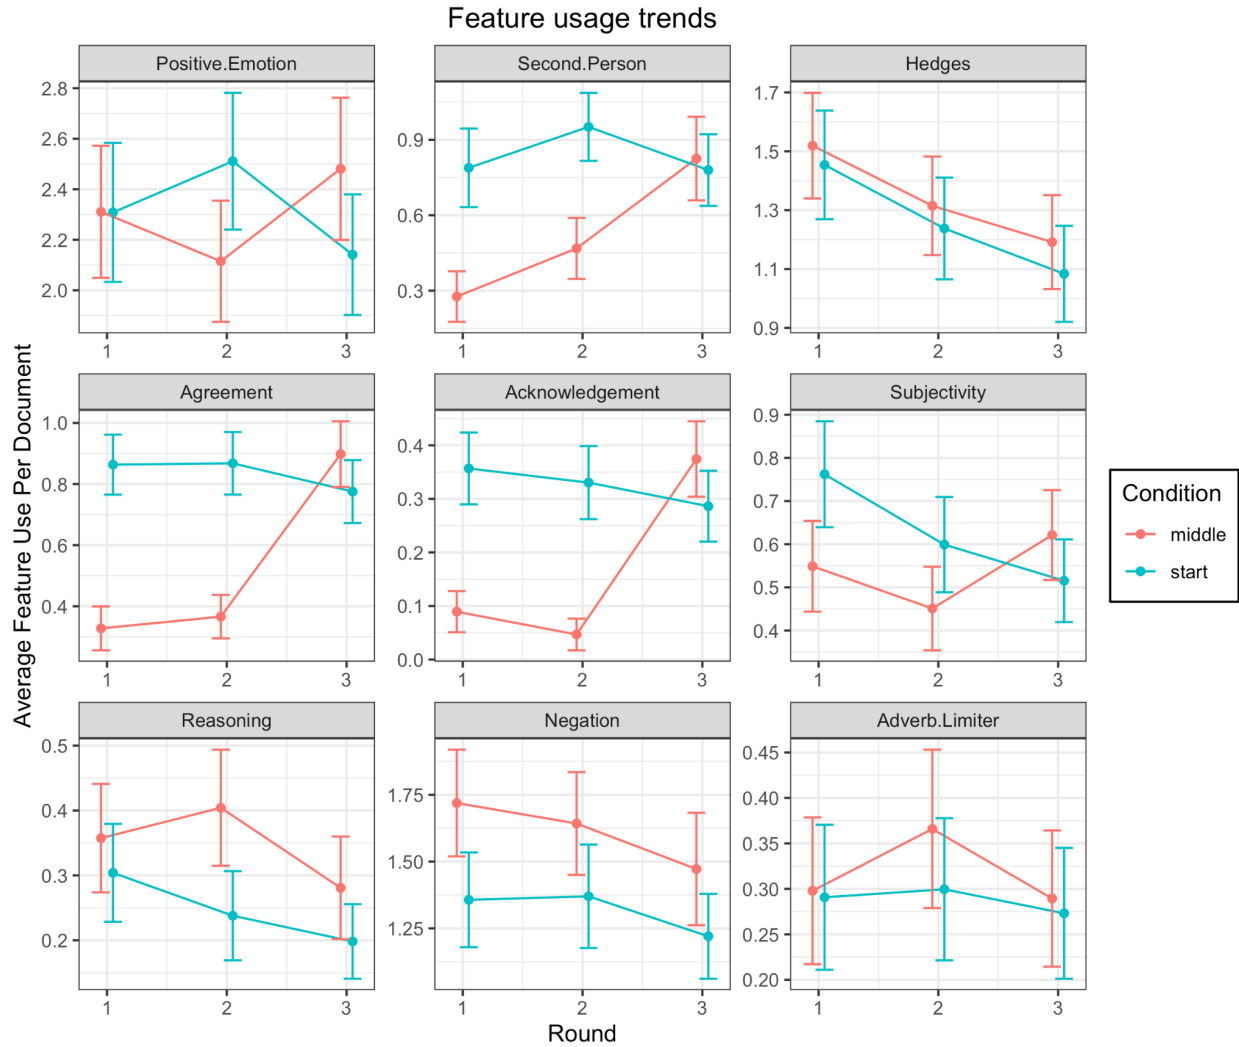 Feature usage trends
Positive.Emotion
Second.Person
Hedges
2.8
2.6
2.4
2.2
2.0
1 2 3
0.9
0.6
0.3
1 2 3
1.7
1.5
1.3
1.1
0.9
1 2 3
Agreement
Acknowledgement
Subjectivity
1.0
0.8
0.6
0.4
1 2 3
0.4
0.3
0.2
0.1
0.0
1 2 3
0.9
0.8
0.7
0.6
0.5
0.4
1 2 3
Reasoning
Negation
Adverb.Limiter
0.5
0.4
0.3
0.2
1 2 3
1.75
1.50
1.25
1 2 3
0.45
0.40
0.35
0.30
0.25
0.20
1 2 3
Average Feature Use Per Document
Round
Condition
middle
start